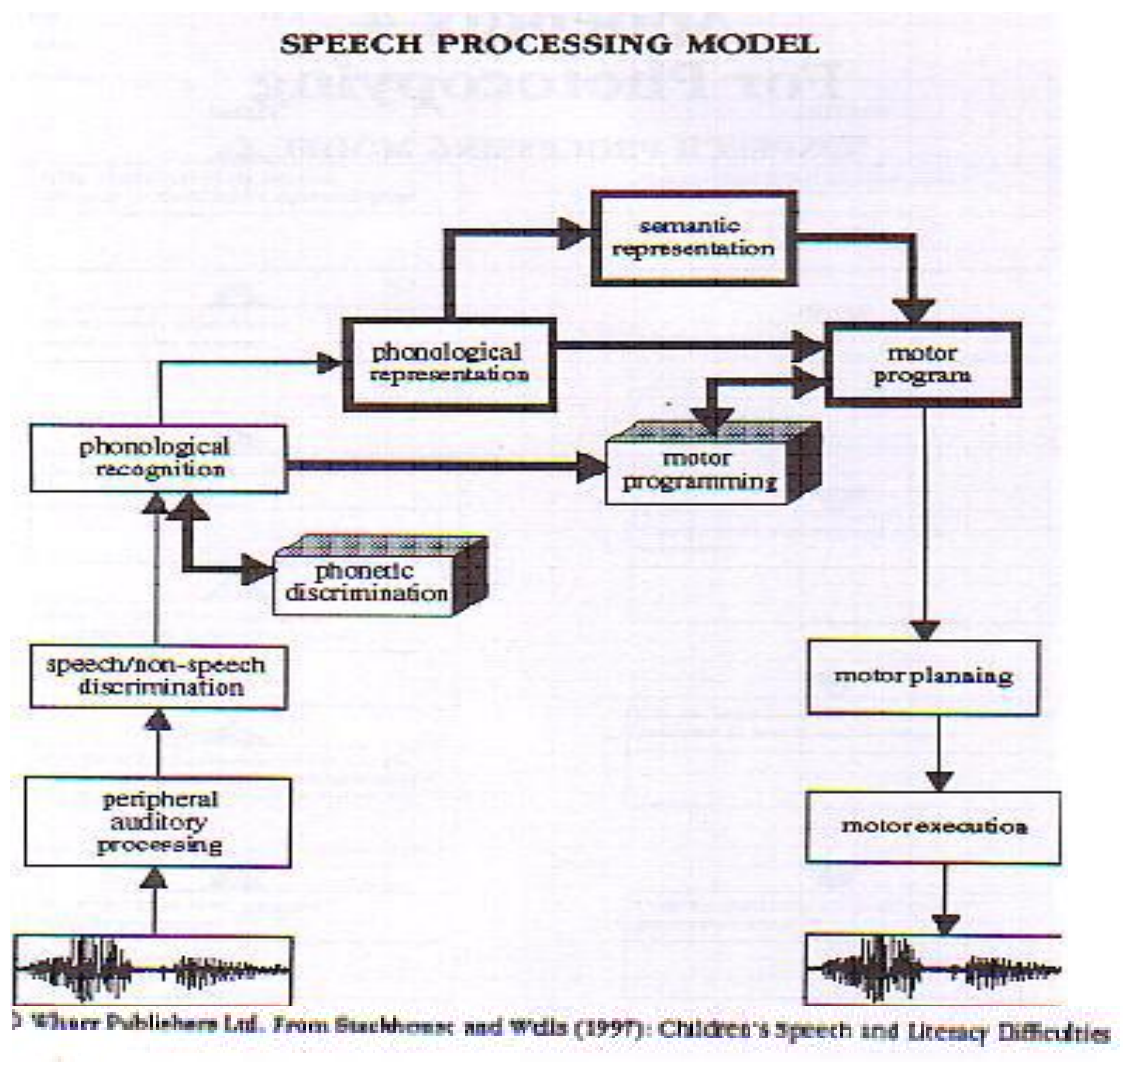 SPEECH PROCESSING MODEL
semantic
representation
phonological
representation
motor
program
phonological
recognition
motor
programming
phonetic
discrimination
speech/non-speech
discrimination
motor planning
peripheral
auditory
processing
motor execution
© Whurr Publishers Ltd. From Stackhouse and Wells (1997): Children's Speech and Literacy Difficulties